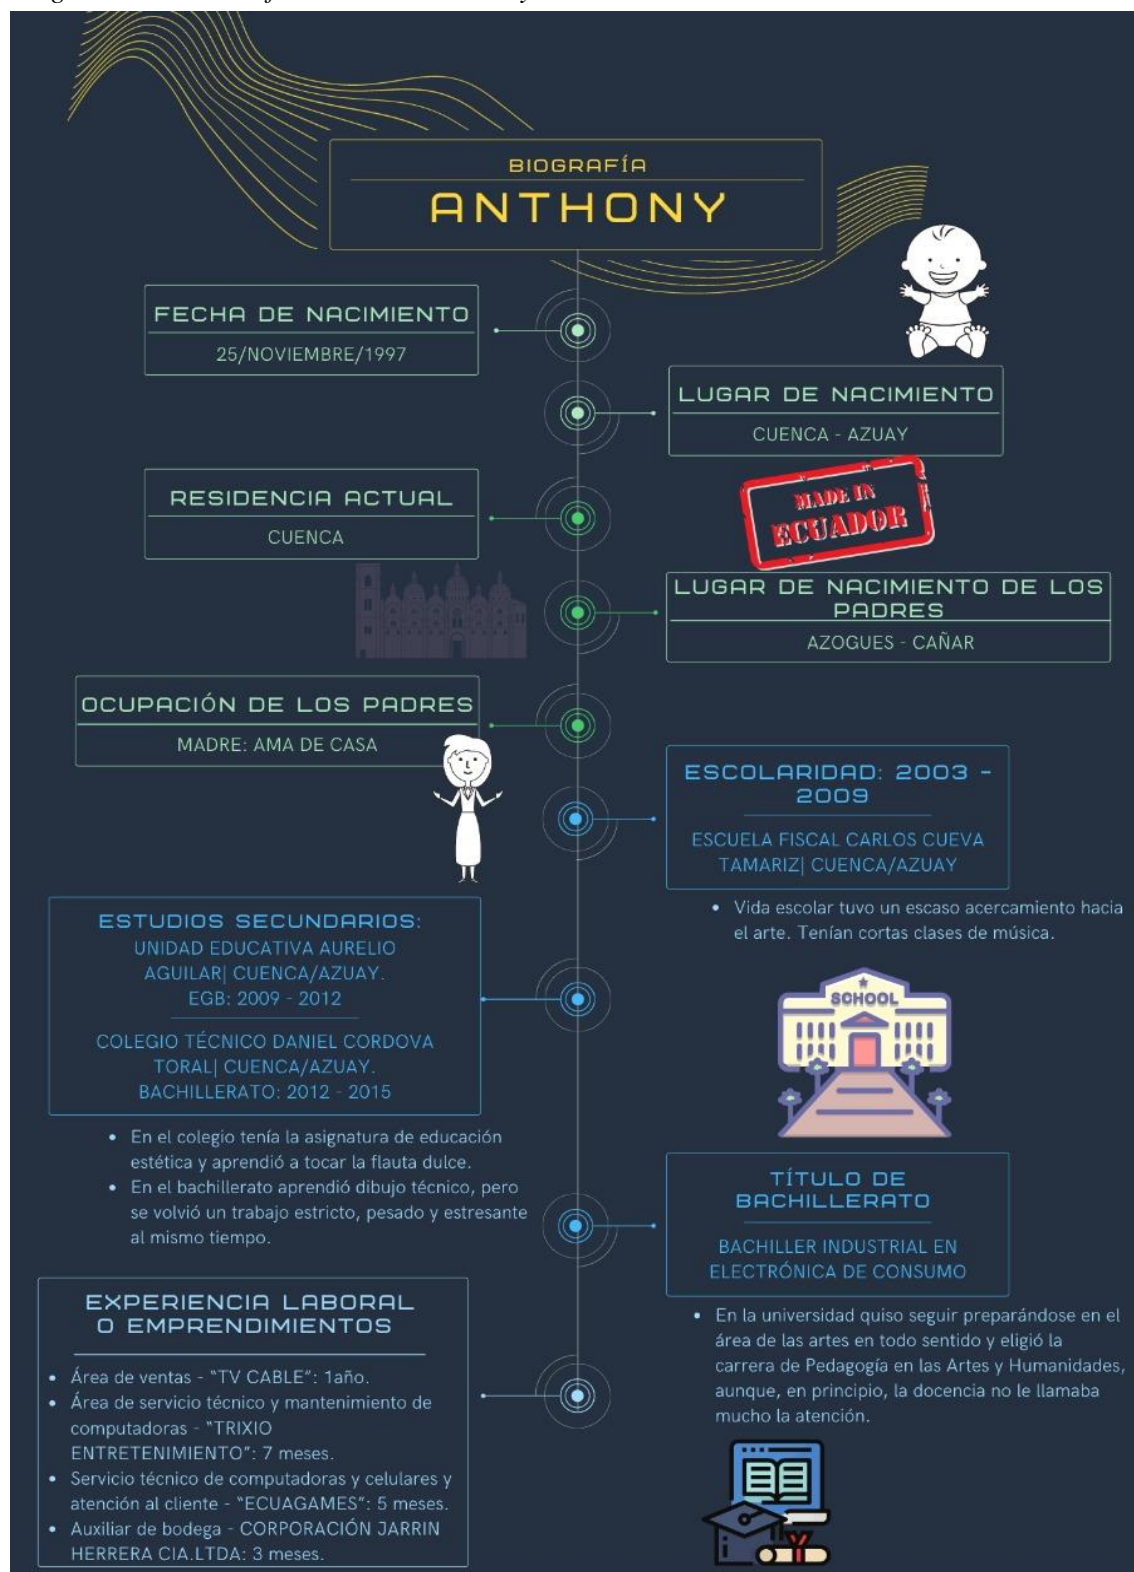 BIOGRAFÍA
ANTHONY
FECHA DE NACIMIENTO
25/NOVIEMBRE/1997
LUGAR DE NACIMIENTO
CUENCA - AZUAY
RESIDENCIA ACTUAL
CUENCA
MADE IN
ECUADOR
LUGAR DE NACIMIENTO DE LOS
PADRES
AZOGUES - CAÑAR
OCUPACIÓN DE LOS PADRES
MADRE: AMA DE CASA
ESCOLARIDAD: 2003 -
2009
ESCUELA FISCAL CARLOS CUEVA
TAMARIZ| CUENCA/AZUAY
• Vida escolar tuvo un escaso acercamiento hacia
el arte. Tenían cortas clases de música.
ESTUDIOS SECUNDARIOS:
UNIDAD EDUCATIVA AURELIO
AGUILAR| CUENCA/AZUAY.
EGB: 2009 - 2012
COLEGIO TÉCNICO DANIEL CORDOVA
TORAL| CUENCA/AZUAY.
BACHILLERATO: 2012 - 2015
SCHOOL
• En el colegio tenía la asignatura de educación
estética y aprendió a tocar la flauta dulce.
• En el bachillerato aprendió dibujo técnico, pero
se volvió un trabajo estricto, pesado y estresante
al mismo tiempo.
TÍTULO DE
BACHILLERATO
BACHILLER INDUSTRIAL EN
ELECTRÓNICA DE CONSUMO
• En la universidad quiso seguir preparándose en el
área de las artes en todo sentido y eligió la
carrera de Pedagogía en las Artes y Humanidades,
aunque, en principio, la docencia no le llamaba
mucho la atención.
EXPERIENCIA LABORAL
O EMPRENDIMIENTOS
• Área de ventas - "TV CABLE": 1año.
• Área de servicio técnico y mantenimiento de
computadoras - "TRIXIO
ENTRETENIMIENTO": 7 meses.
• Servicio técnico de computadoras y celulares y
atención al cliente - "ECUAGAMES": 5 meses.
• Auxiliar de bodega - CORPORACIÓN JARRIN
HERRERA CIA.LTDA: 3 meses.